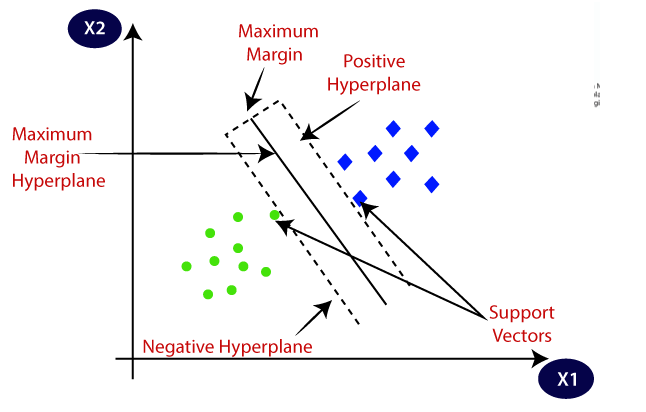 X2
Maximum
Margin
Positive
Hyperplane
Maximum
Margin
Hyperplane
Support
Vectors
Negative Hyperplane
X1